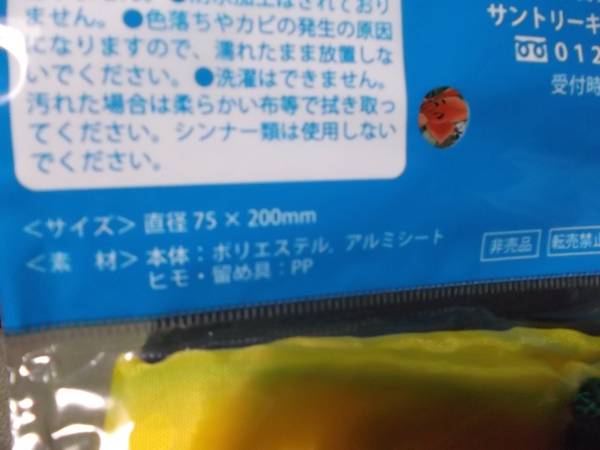 ません。●色落ちやカビの発生の原因
になりますので、濡れたまま放置しな
いでください。●洗濯はできません。
汚れた場合は柔らかい布等で拭き取っ
てください。シンナー類は使用しない
でください。
サントリー
012
受付時
<サイズ> 直径75×200mm
<素 材> 本体:ポリエステル,アルミシート
ヒモ・留め具:PP
非売品 転売禁止